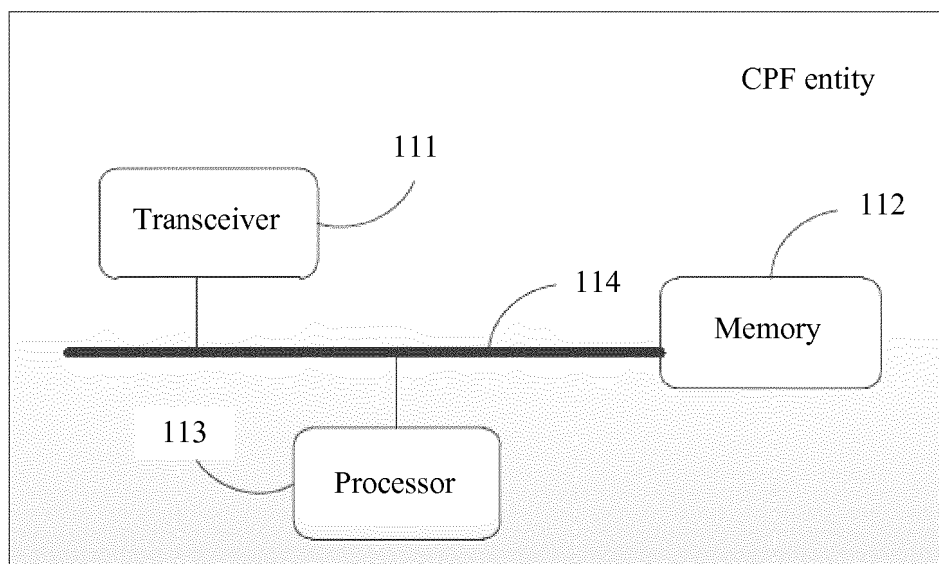 CPF entity
111
Transceiver
112
114
Memory
113
Processor